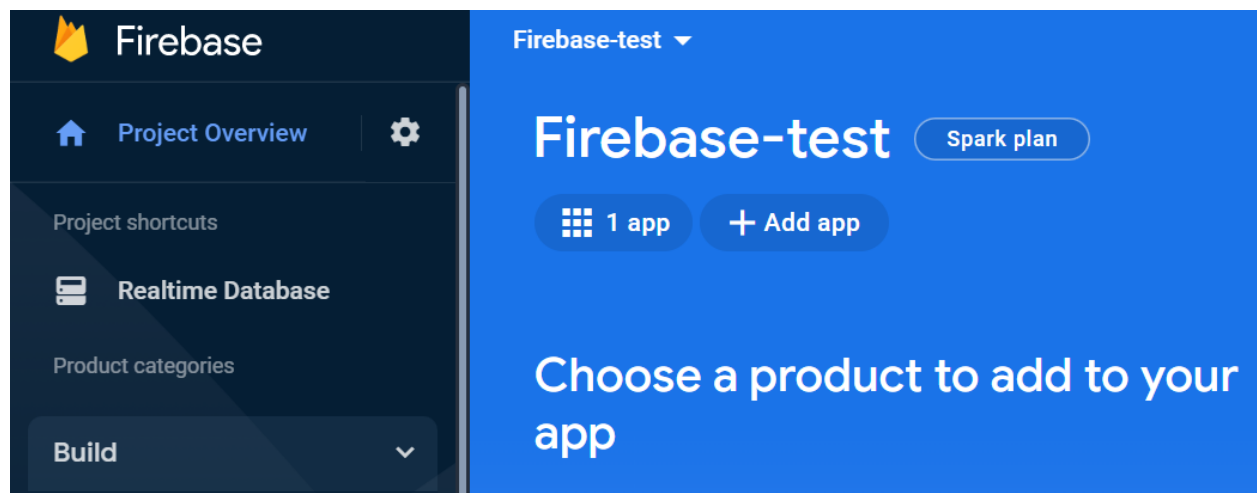 Firebase
Project Overview
Project shortcuts
Realtime Database
Product categories
Build
Firebase-test
Firebase-test
Spark plan
1 app
Add app
Choose a product to add to your
app